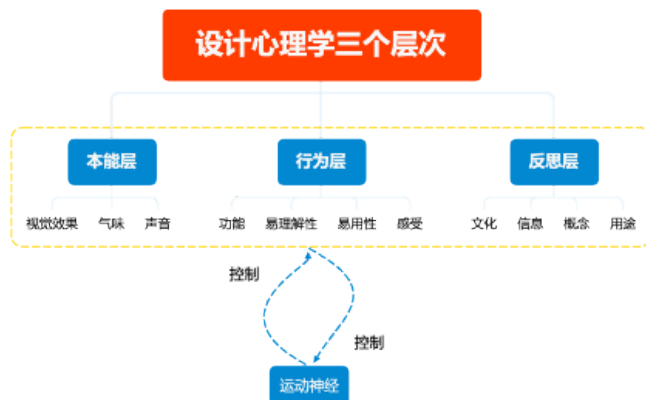 设计心理学三个层次
本能层 行为层 反思层
视觉效果 气味 声音 功能 易理解性 易用性 感受 文化 信息 概念 用途
控制
控制
运动神经